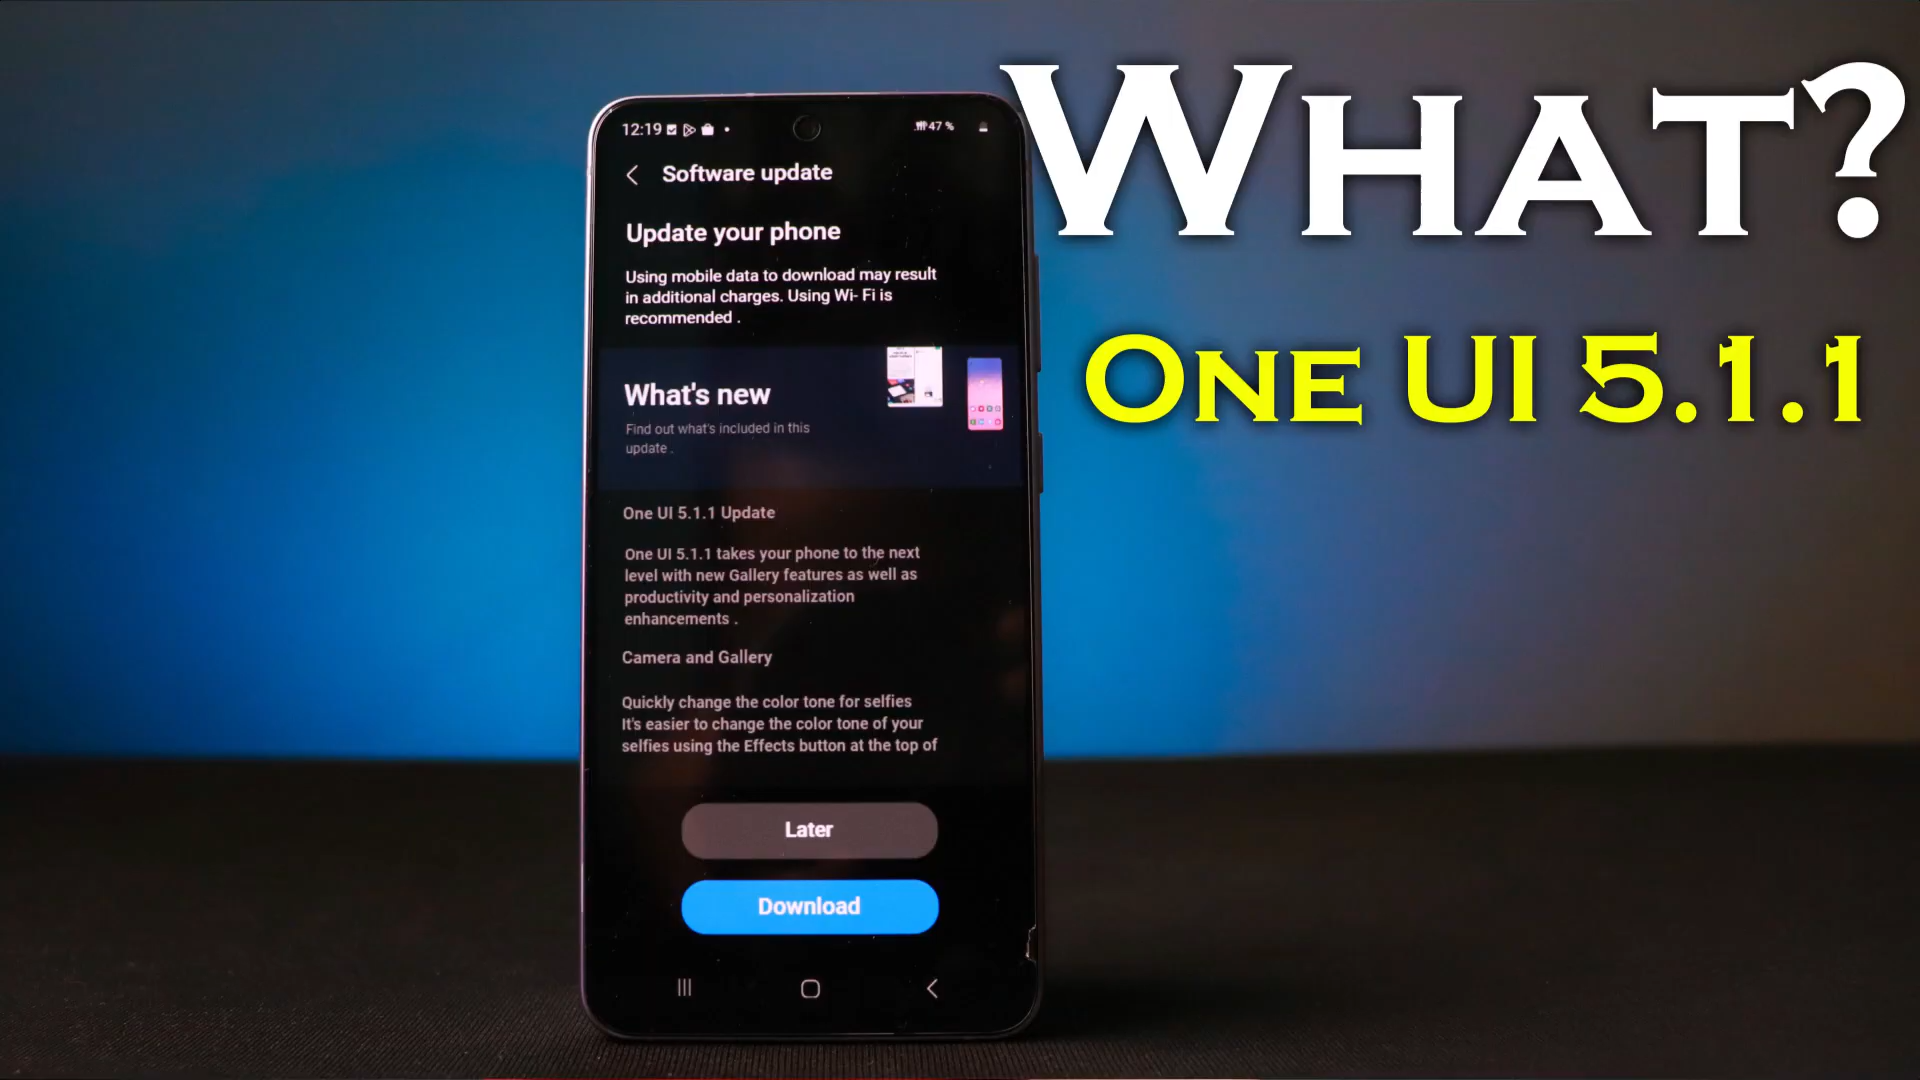 WHAT?
ONE UI 5.1.1
12:19
47 %
Software update
Update your phone
Using mobile data to download may result
in additional charges. Using Wi- Fi is
recommended .
What's new
Find out what's included in this
update .
One UI 5.1.1 Update
One UI 5.1.1 takes your phone to the next
level with new Gallery features as well as
productivity and personalization
enhancements .
Camera and Gallery
Quickly change the color tone for selfies
It's easier to change the color tone of your
selfies using the Effects button at the top of
Later
Download